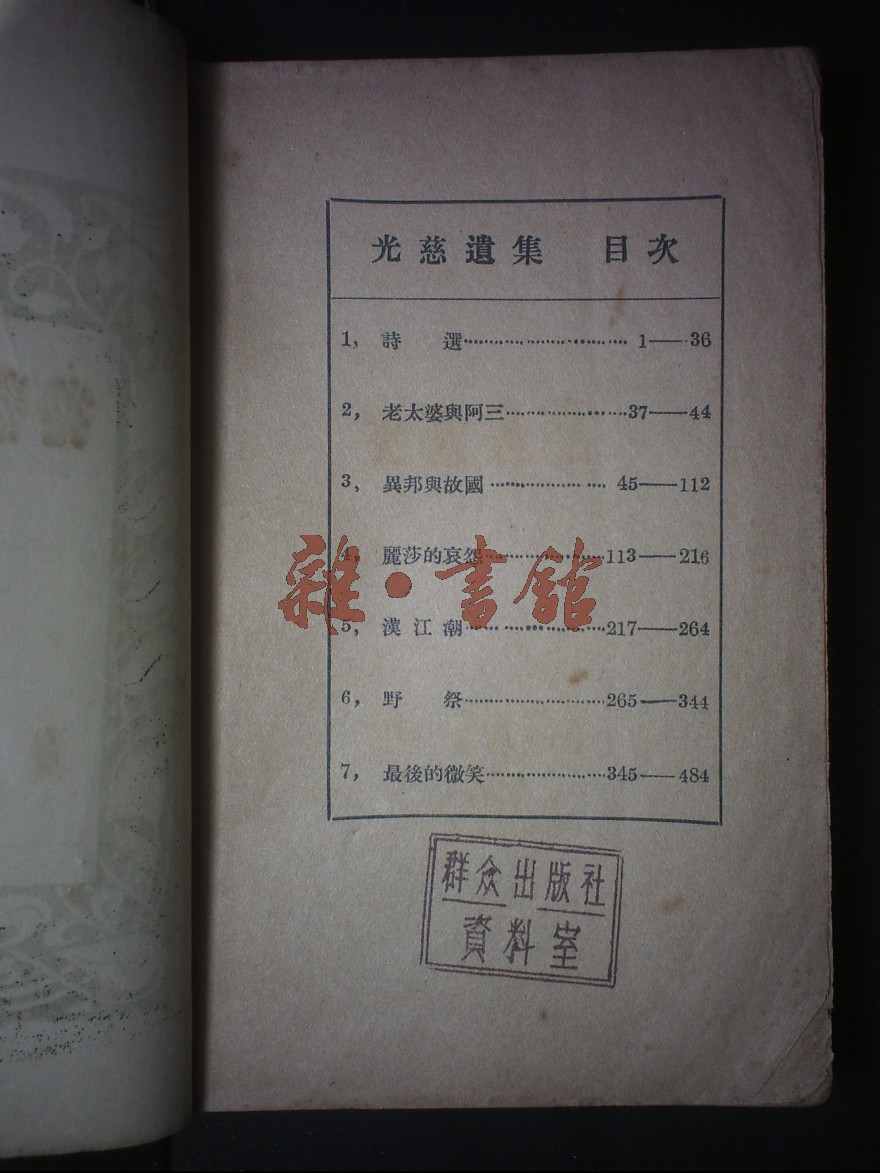 光慈遺集 目次
1, 詩 選………………………1——36
2, 老太婆與阿三…………………37——44
3, 異邦與故國………………45——112
4, 麗莎的哀怨…………………113——216
雜·書館
5, 漢江潮…………………217——264
6, 野 祭…………………265——344
7, 最後的微笑…………………345——484
群众出版社
資料室